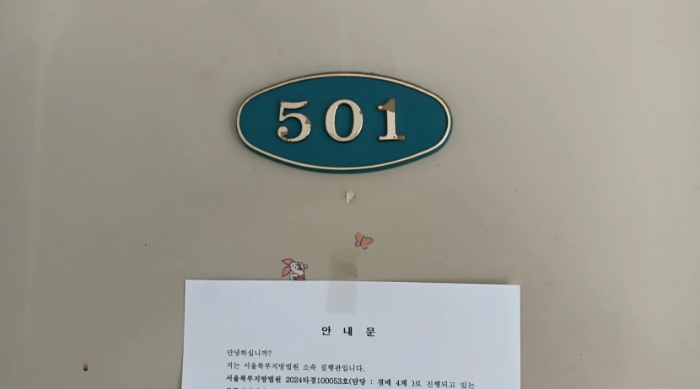 501
안 내 문
안녕하십니까?
저는 서울북부지방법원 소속 집행관입니다.
서울북부지방법원 2024타경100053호(담당 : 경매 4계 )로 진행되고 있는